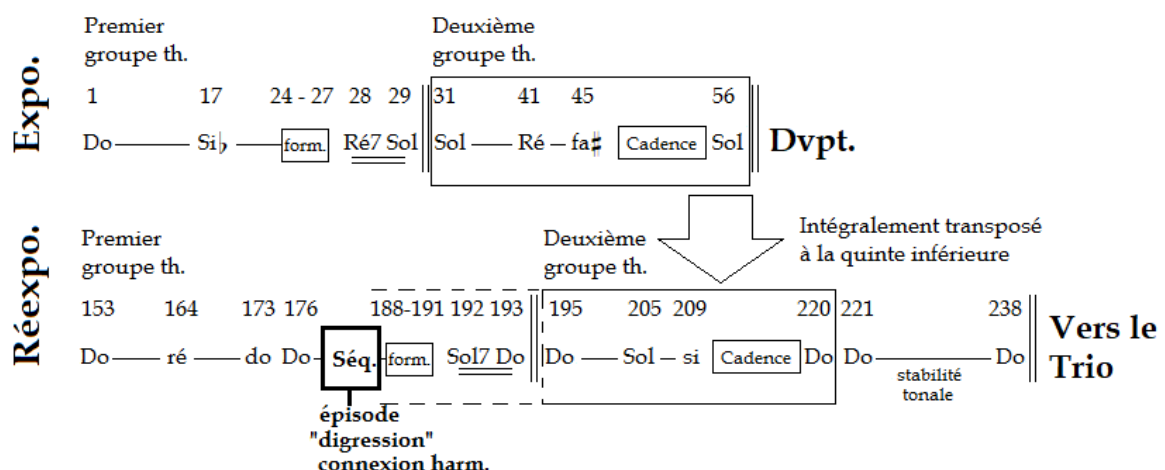 Expo.
Premier
groupe th.
Deuxième
groupe th.
1 17 24 - 27 28 29 31 41 45 56
Do Si♭ form. Ré7 Sol Sol Ré fa♯ Cadence Sol Dvpt.
Réexpo.
Premier
groupe th.
Deuxième
groupe th.
Intégralement transposé
à la quinte inférieure
153 164 173 176 188-191 192 193 195 205 209 220 221 238
Do ré do Do Séq. form. Sol7 Do Do Sol si Cadence Do Do Do
stabilité
tonale
Vers le
Trio
épisode
"digression"
connexion harm.